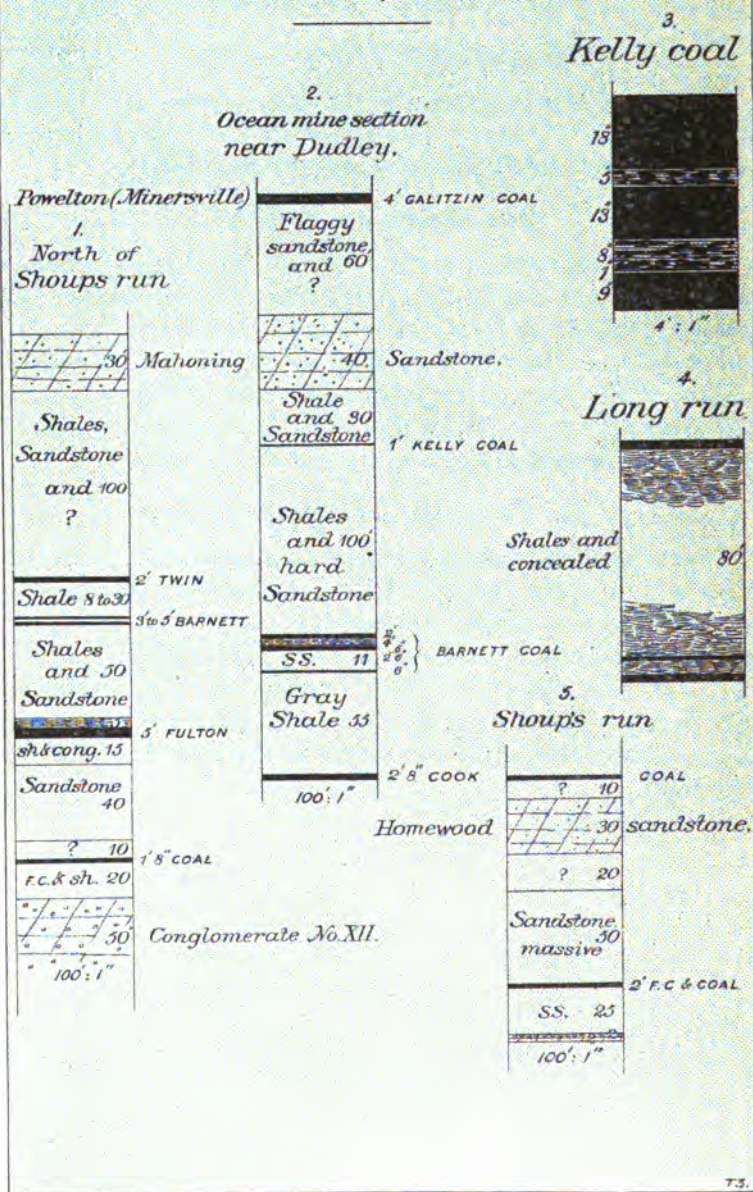 3.
Kelly coal
18"
5
13"
8"
1
9"
4': 1"
2.
Ocean mine section
near Dudley.
4' GALITZIN COAL
Flaggy
sandstone,
and 60'
?
40
Sandstone.
Shale
and 30
Sandstone
1' KELLY COAL
Shales
and 100'
hard
Sandstone
BARNETT COAL
SS. 11
Gray
Shale 55
2' 8" COOK
100': 1"
Powelton (Minersville)
1.
North of
Shoups run
30
Mahoning
Shales,
Sandstone
and 100
?
2' TWIN
Shale 8 to 30
3' to 5' BARNETT
Shales
and 50
Sandstone
5' FULTON
sh & cong. 15
Sandstone
40
? 10
1' 8" COAL
F.C. & sh. 20
50'
Conglomerate No. XII.
100': 1"
4.
Long run
Shales and
concealed
80'
5.
Shoup's run
COAL
? 10
Homewood
30
sandstone.
? 20
Sandstone
massive 50
2' F.C & COAL
SS. 25
100': 1"
T.S.